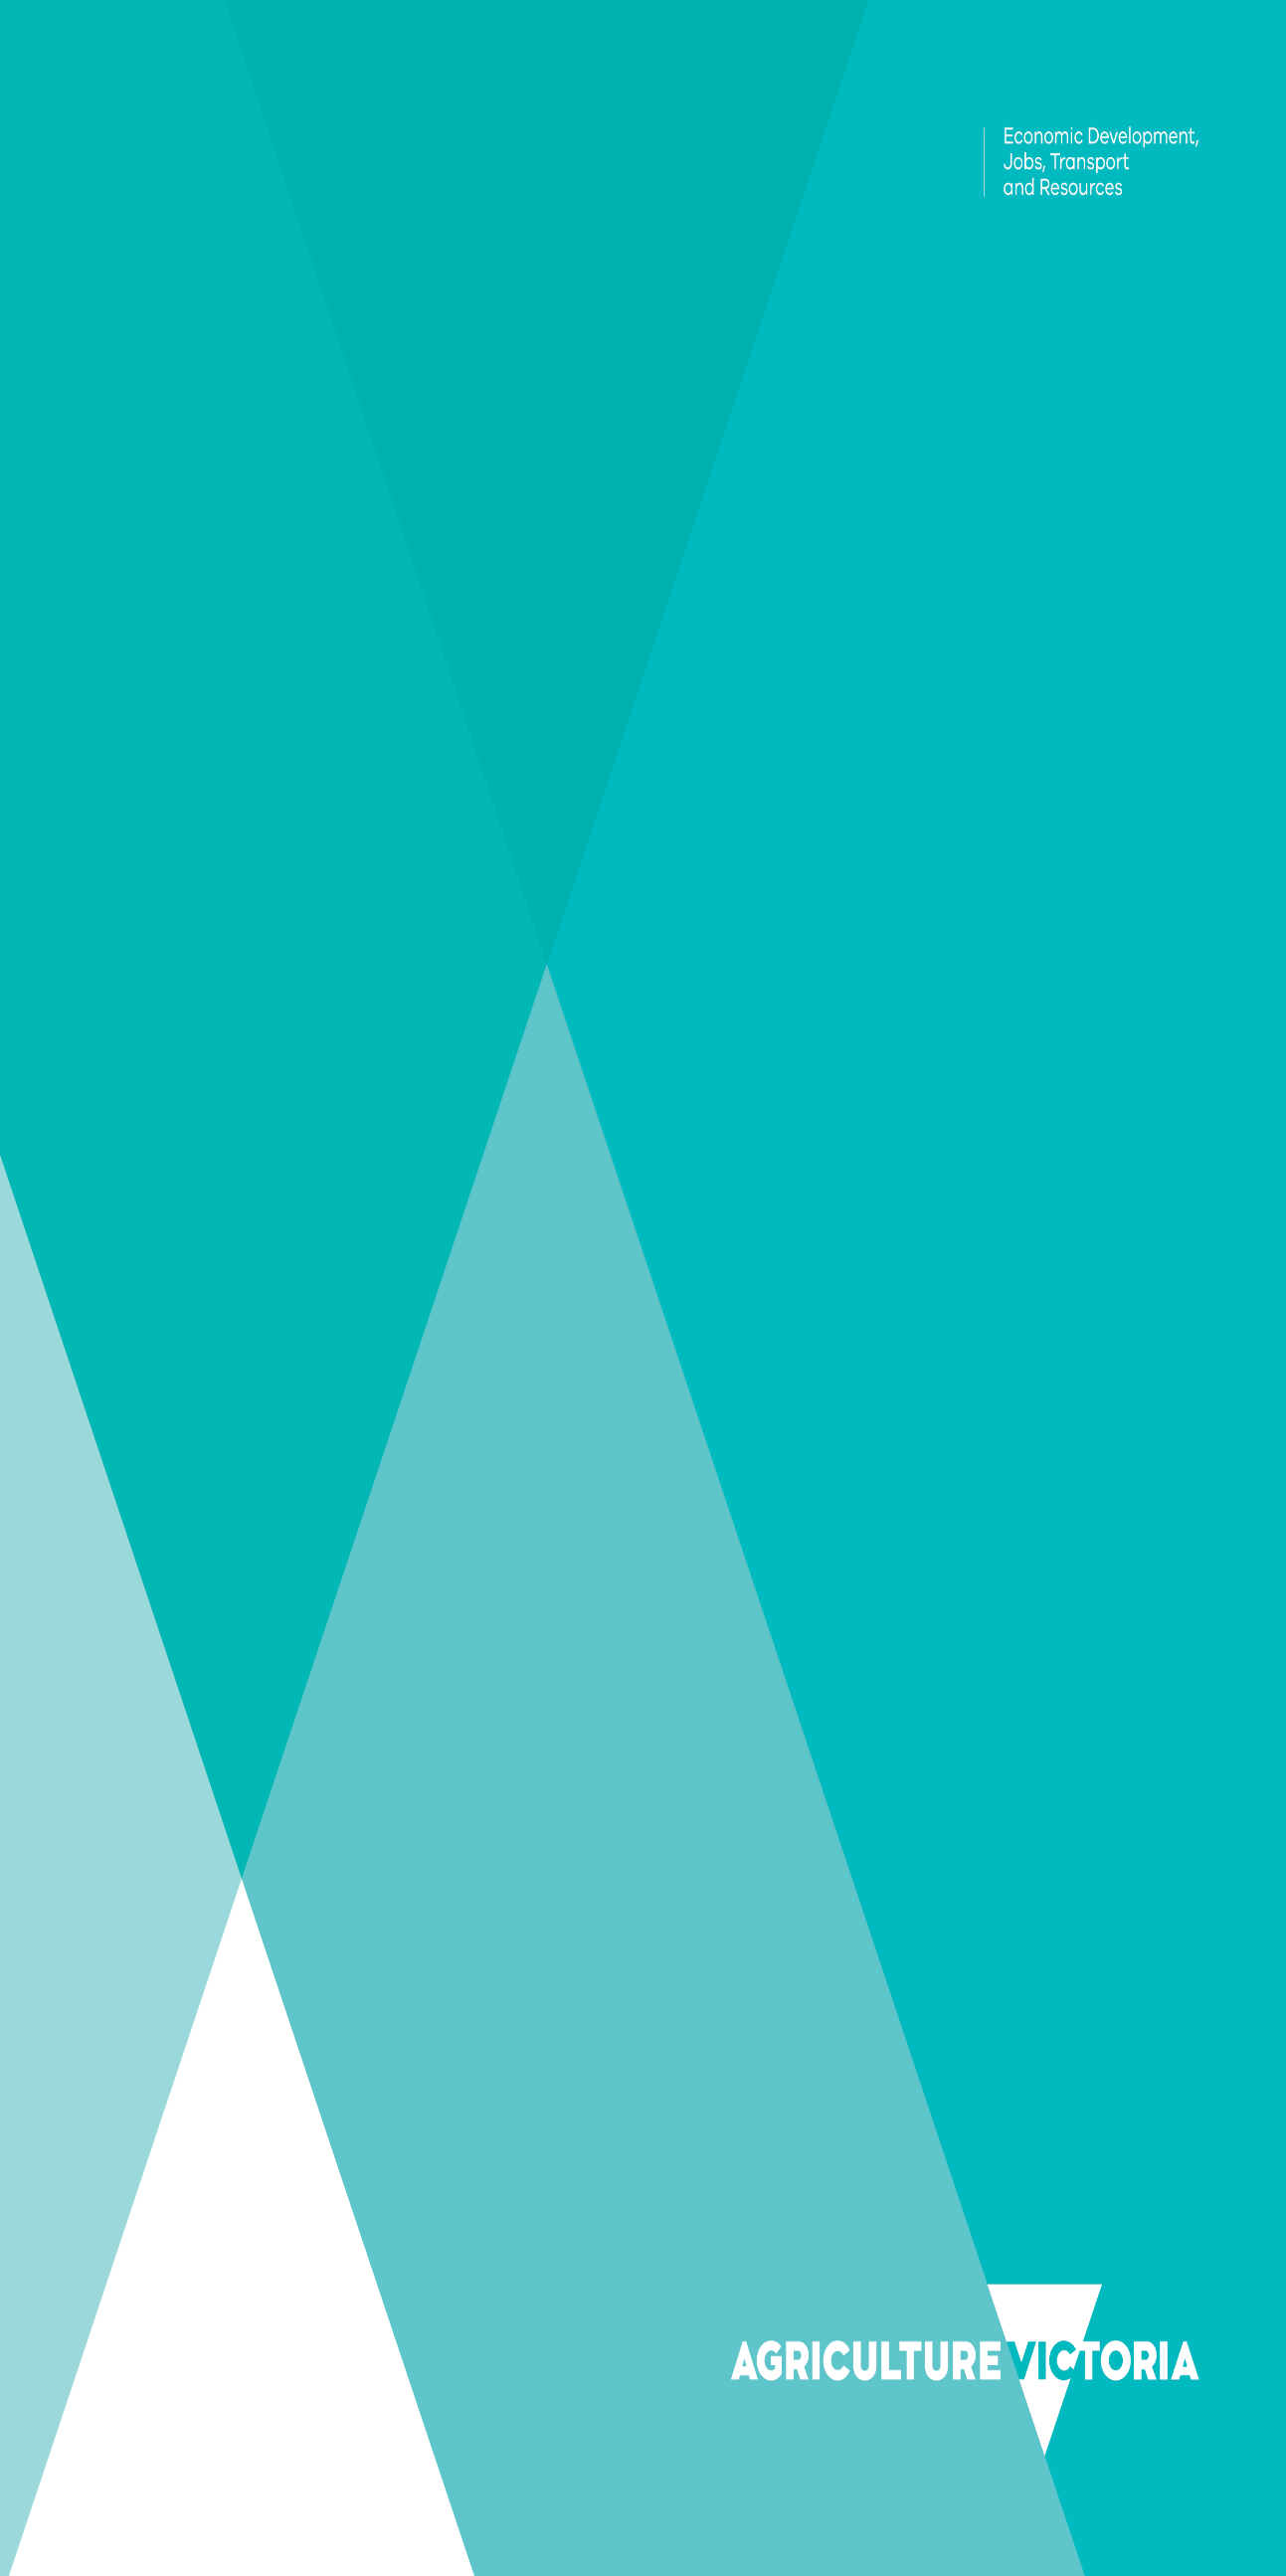 Economic Development,
Jobs, Transport
and Resources
AGRICULTURE VICTORIA